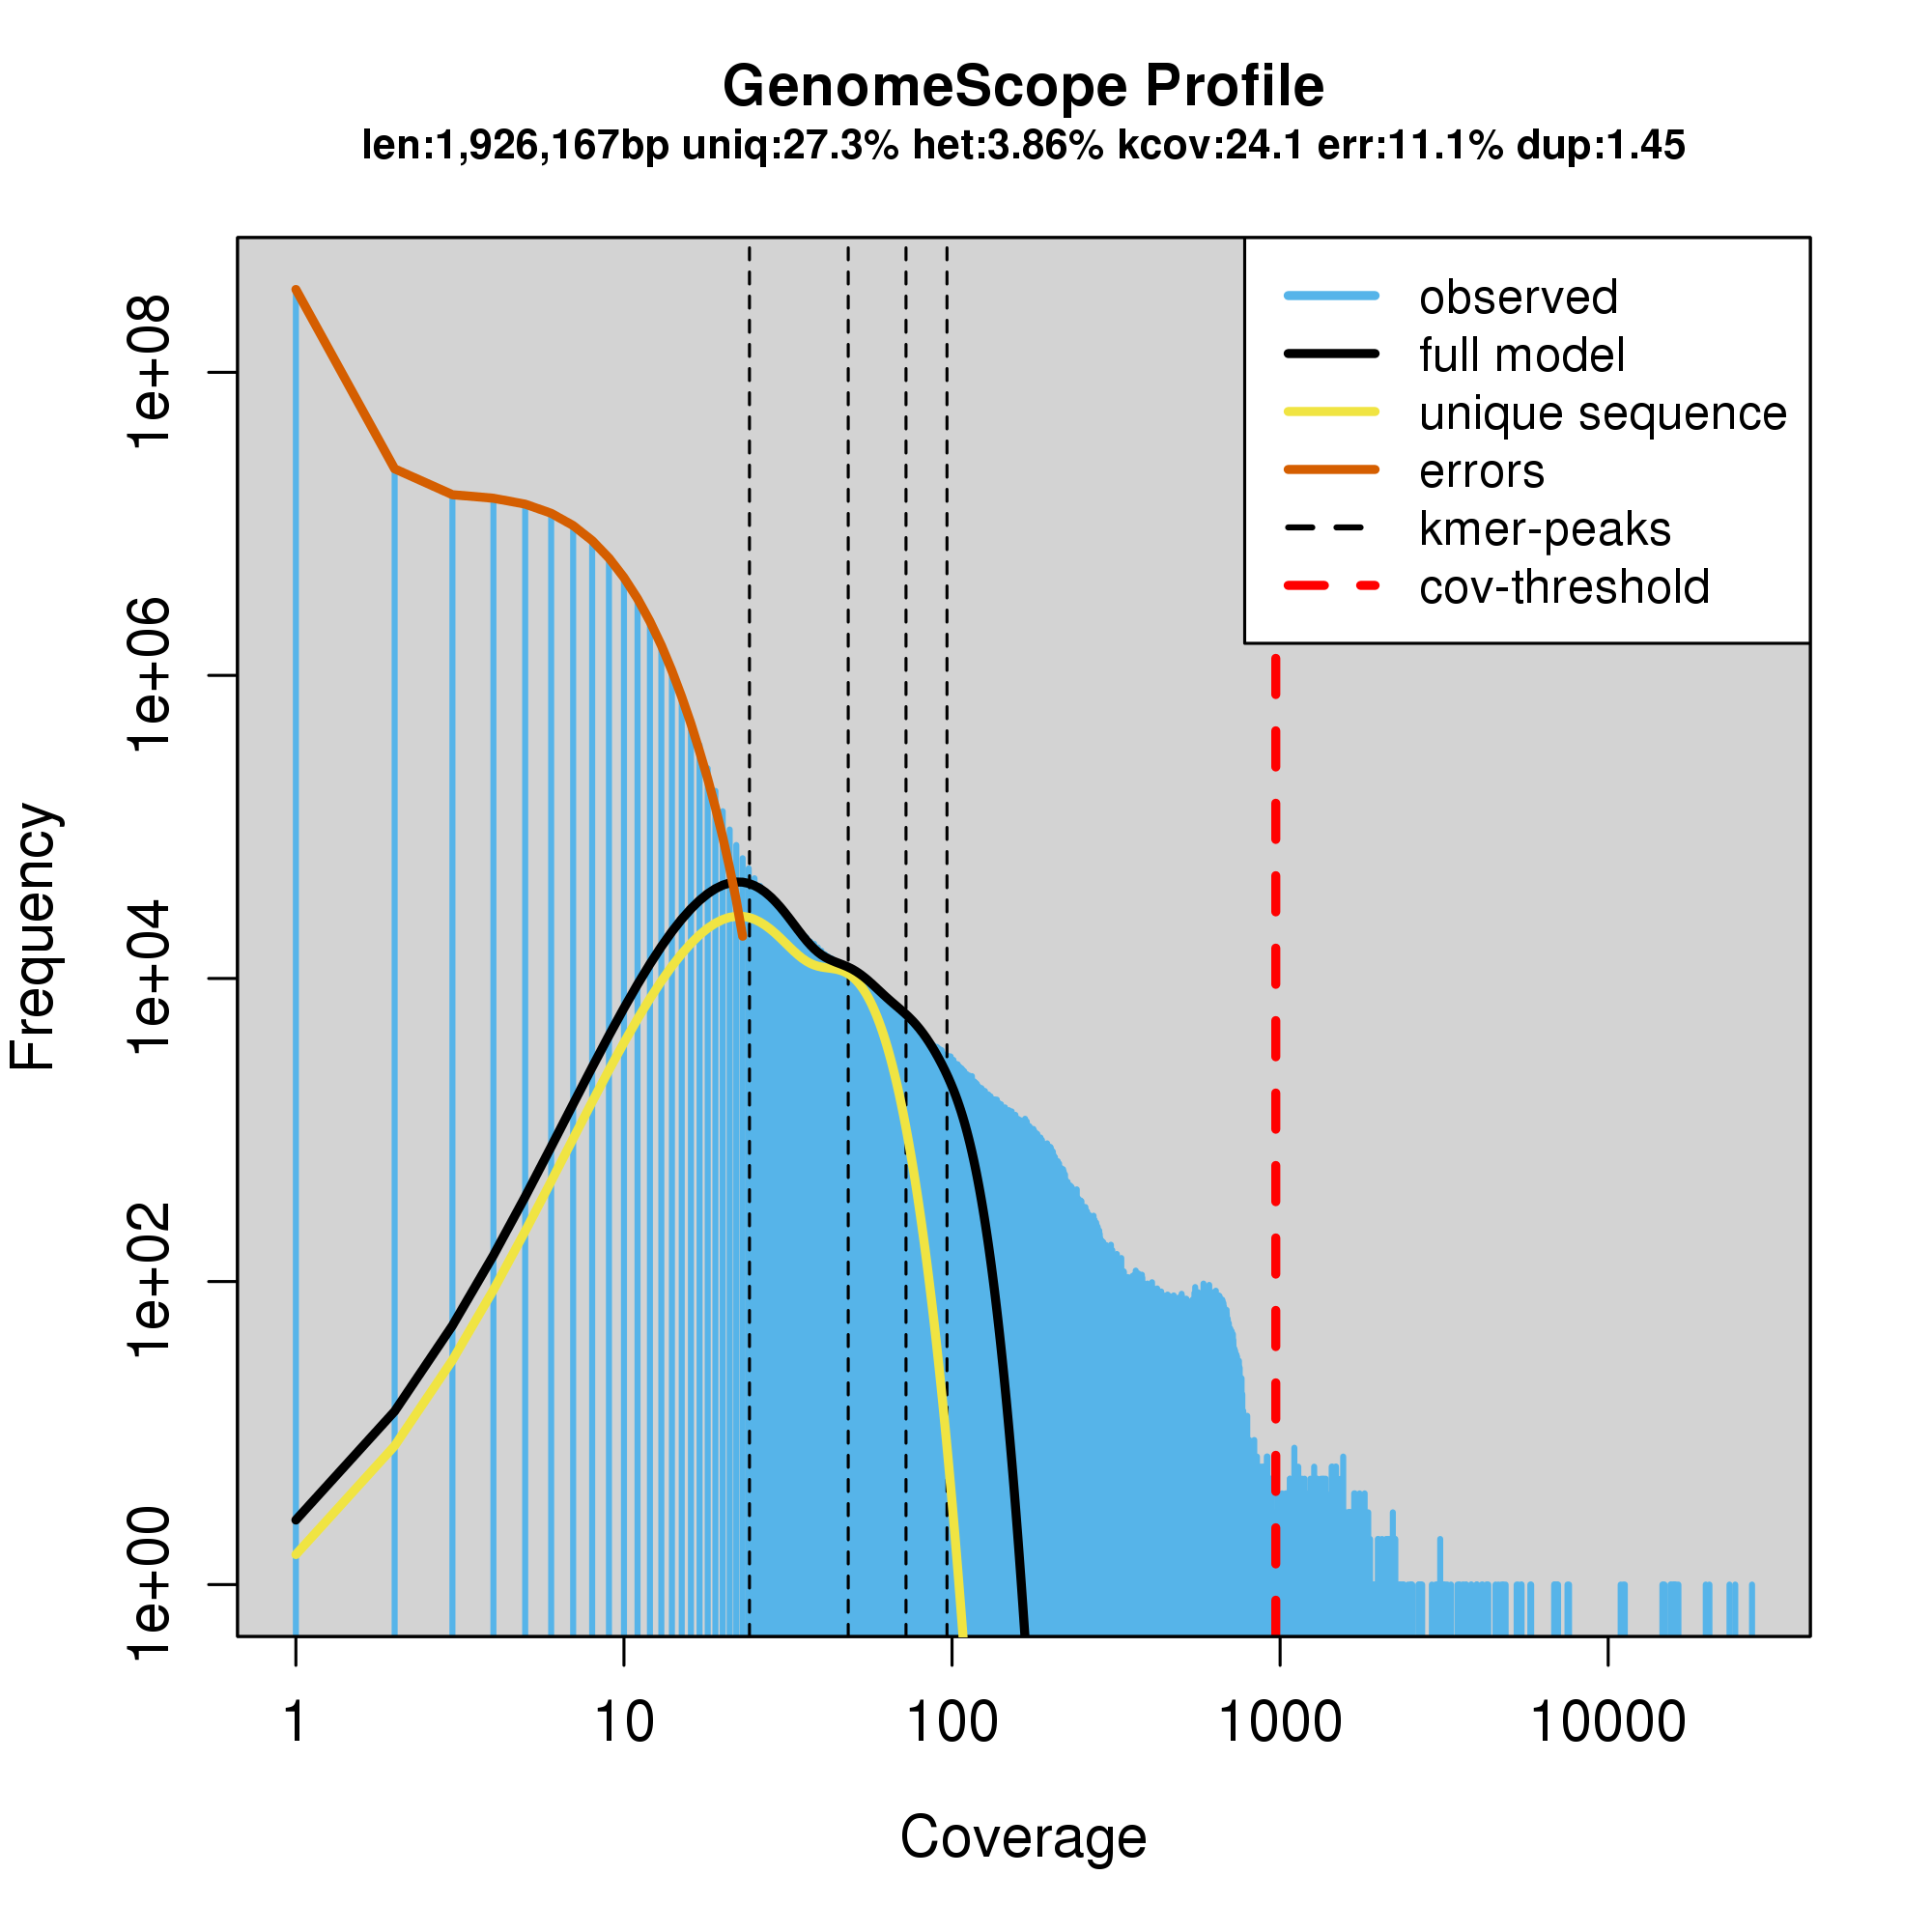 GenomeScope Profile
len:1,926,167bp uniq:27.3% het:3.86% kcov:24.1 err:11.1% dup:1.45
observed
full model
unique sequence
errors
kmer-peaks
cov-threshold
Frequency
1e+08
1e+06
1e+04
1e+02
1e+00
1
10
100
1000
10000
Coverage